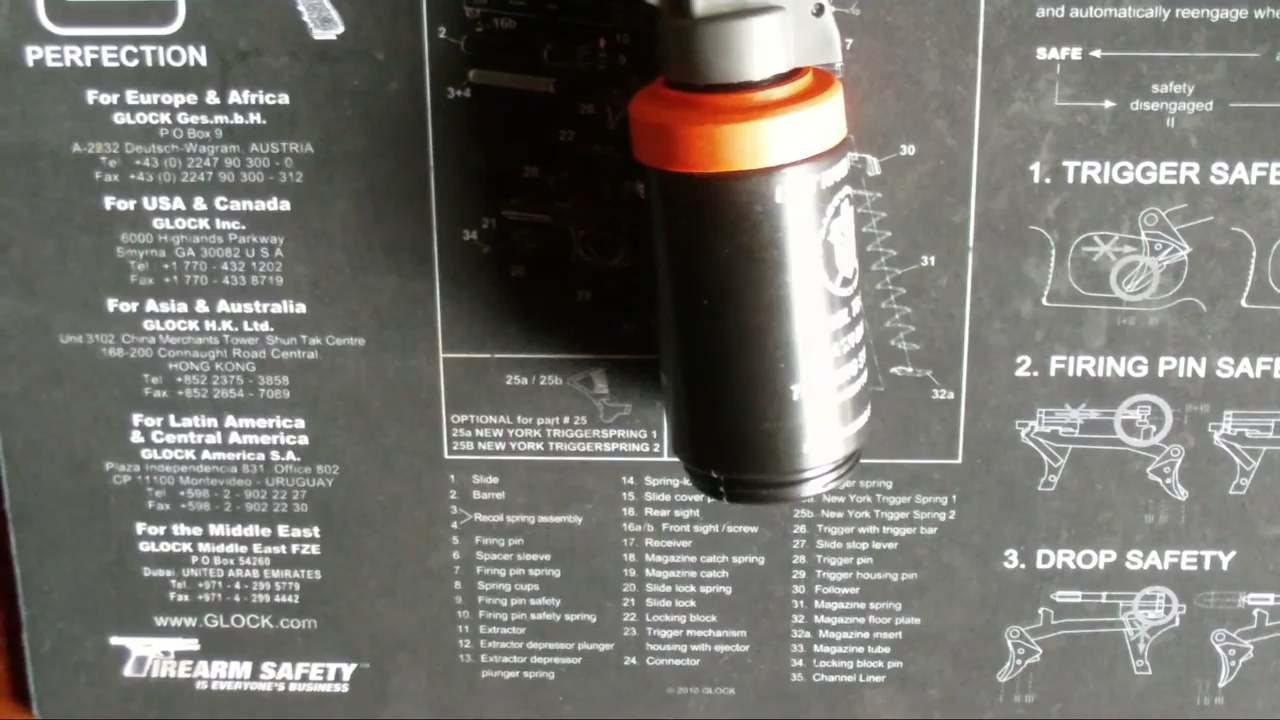 PERFECTION
For Europe & Africa
GLOCK Ges.m.b.H.
P O Box 9
A-2232 Deutsch-Wagram, AUSTRIA
Tel +43 (0) 2247 90 300 - 0
Fax +43 (0) 2247 90 300 - 312
For USA & Canada
GLOCK Inc.
6000 Highlands Parkway
Smyrna, GA 30082 U S A
Tel +1 770 - 432 1202
Fax +1 770 - 433 8719
For Asia & Australia
GLOCK H.K. Ltd.
Unit 3102, China Merchants Tower, Shun Tak Centre
168-200 Connaught Road Central,
HONG KONG
Tel +852 2375 - 3858
Fax +852 2654 - 7089
For Latin America
& Central America
GLOCK America S.A.
Plaza Independencia 831, Office 802
CP 11100 Montevideo - URUGUAY
Tel +598 - 2 - 902 22 27
Fax +598 - 2 - 902 22 30
For the Middle East
GLOCK Middle East FZE
P O Box 54260
Dubai, UNITED ARAB EMIRATES
Tel. +971 - 4 - 299 5779
Fax +971 - 4 - 299 4442
www.GLOCK.com
FIREARM SAFETY
IS EVERYONE'S BUSINESS
2
16b
10
9
7
3+4
26
22
30
28
21
34
31
25a / 25b
32a
OPTIONAL for part # 25
25a NEW YORK TRIGGERSPRING 1
25B NEW YORK TRIGGERSPRING 2
1. Slide
2. Barrel
3
4
Recoil spring assembly
5. Firing pin
6. Spacer sleeve
7. Firing pin spring
8. Spring cups
9. Firing pin safety
10. Firing pin safety spring
11 Extractor
12. Extractor depressor plunger
13. Extractor depressor
plunger spring
14. Spring-
15. Slide cover
16. Rear sight
16a/b. Front sight /screw
17. Receiver
18. Magazine catch spring
19. Magazine catch
20. Slide lock spring
21 Slide lock
22. Locking block
23. Trigger mechanism
housing with ejector
24. Connector
spring
New York Trigger Spring 1
25b. New York Trigger Spring 2
26. Trigger with trigger bar
27. Slide stop lever
28. Trigger pin
29. Trigger housing pin
30. Follower
31. Magazine spring
32. Magazine floor plate
32a. Magazine insert
33. Magazine tube
34. Locking block pin
35. Channel Liner
© 2010 GLOCK
and automatically reengage
SAFE
safety
disengaged
II
1. TRIGGER SAFE
2. FIRING PIN SAFE
3. DROP SAFETY